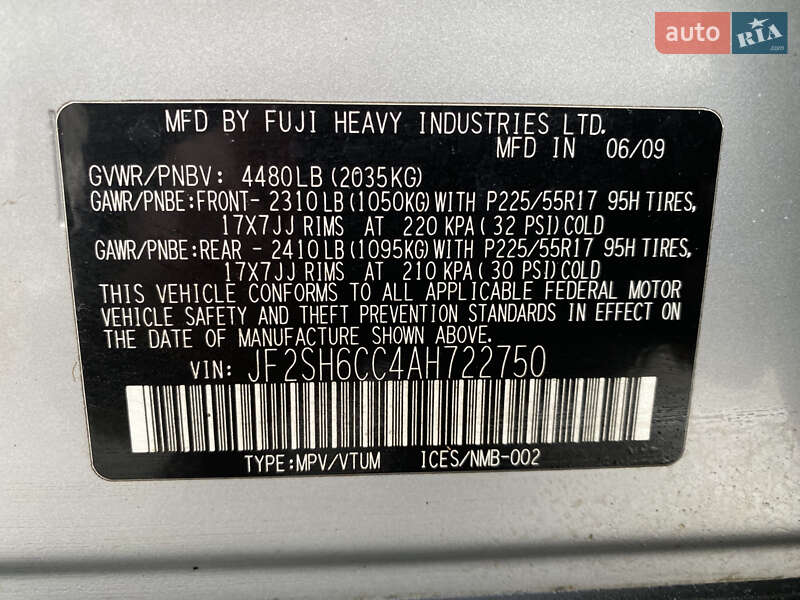 auto RIA .com
MFD BY FUJI HEAVY INDUSTRIES LTD.
MFD IN 06/09
GVWR/PNBV: 4480LB(2035KG)
GAWR/PNBE:FRONT- 2310LB(1050KG)WITH P225/55R17 95H TIRES,
17X7JJ RIMS AT 220 KPA(32 PSI)COLD
GAWR/PNBE:REAR - 2410LB(1095KG)WITH P225/55R17 95H TIRES,
17X7JJ RIMS AT 210 KPA(30 PSI)COLD
THIS VEHICLE CONFORMS TO ALL APPLICABLE FEDERAL MOTOR
VEHICLE SAFETY AND THEFT PREVENTION STANDARDS IN EFFECT ON
THE DATE OF MANUFACTURE SHOWN ABOVE.
VIN: JF2SH6CC4AH722750
TYPE:MPV/VTUM ICES/NMB-002